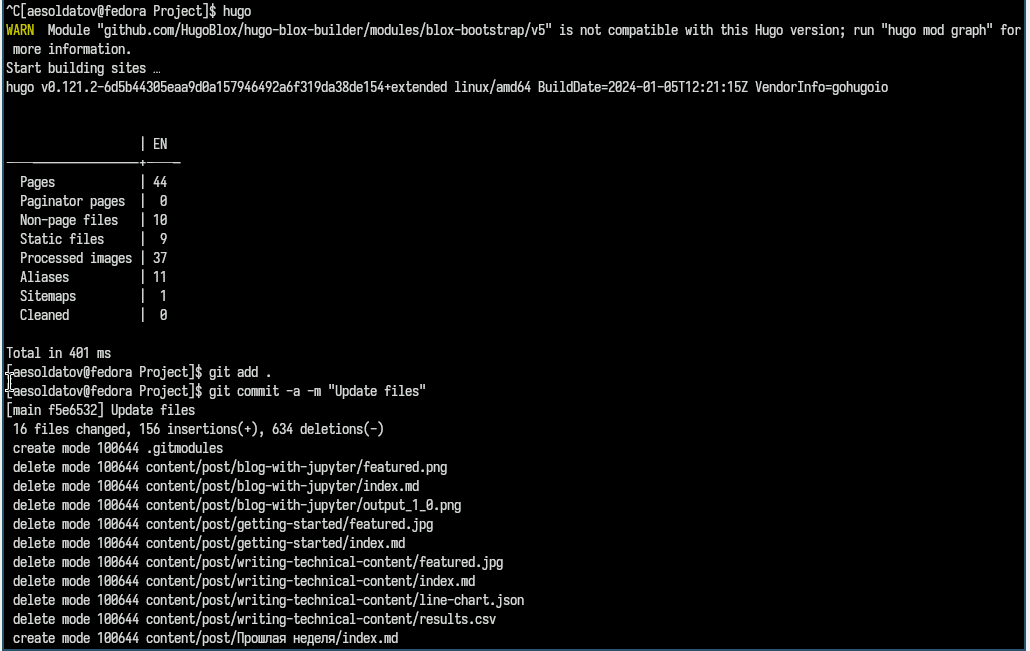 ^C[aesoldatov@fedora Project]$ hugo
WARN  Module "github.com/HugoBlox/hugo-blox-builder/modules/blox-bootstrap/v5" is not compatible with this Hugo version; run "hugo mod graph" for
 more information.
Start building sites …
hugo v0.121.2-6d5b44305eaa9d0a157946492a6f319da38de154+extended linux/amd64 BuildDate=2024-01-05T12:21:15Z VendorInfo=gohugoio
                   | EN
-------------------+-----
  Pages            | 44
  Paginator pages  |  0
  Non-page files   | 10
  Static files     |  9
  Processed images | 37
  Aliases          | 11
  Sitemaps         |  1
  Cleaned          |  0
Total in 401 ms
[aesoldatov@fedora Project]$ git add .
[aesoldatov@fedora Project]$ git commit -a -m "Update files"
[main f5e6532] Update files
 16 files changed, 156 insertions(+), 634 deletions(-)
 create mode 100644 .gitmodules
 delete mode 100644 content/post/blog-with-jupyter/featured.png
 delete mode 100644 content/post/blog-with-jupyter/index.md
 delete mode 100644 content/post/blog-with-jupyter/output_1_0.png
 delete mode 100644 content/post/getting-started/featured.jpg
 delete mode 100644 content/post/getting-started/index.md
 delete mode 100644 content/post/writing-technical-content/featured.jpg
 delete mode 100644 content/post/writing-technical-content/index.md
 delete mode 100644 content/post/writing-technical-content/line-chart.json
 delete mode 100644 content/post/writing-technical-content/results.csv
 create mode 100644 content/post/Прошлая неделя/index.md